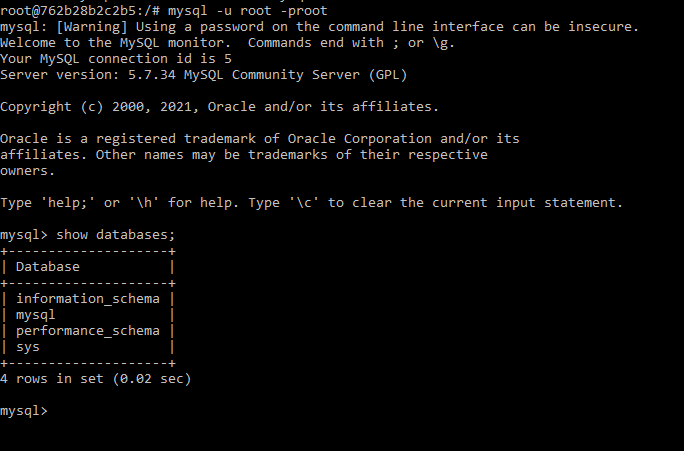 root@762b28b2c2b5:/# mysql -u root -proot
mysql: [Warning] Using a password on the command line interface can be insecure.
Welcome to the MySQL monitor.  Commands end with ; or \g.
Your MySQL connection id is 5
Server version: 5.7.34 MySQL Community Server (GPL)

Copyright (c) 2000, 2021, Oracle and/or its affiliates.

Oracle is a registered trademark of Oracle Corporation and/or its
affiliates. Other names may be trademarks of their respective
owners.

Type 'help;' or '\h' for help. Type '\c' to clear the current input statement.

mysql> show databases;
+--------------------+
| Database           |
+--------------------+
| information_schema |
| mysql              |
| performance_schema |
| sys                |
+--------------------+
4 rows in set (0.02 sec)

mysql>